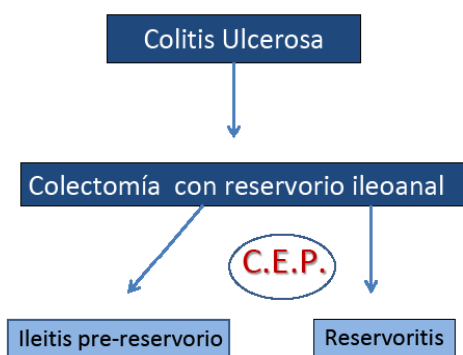 Colitis Ulcerosa
Colectomía con reservorio ileoanal
C.E.P.
Ileitis pre-reservorio
Reservoritis